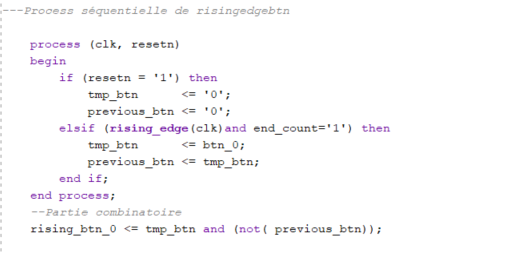 ---Process séquentielle de risingedgebtn
process (clk, resetn)
begin
if (resetn = '1') then
tmp_btn <= '0';
previous_btn <= '0';
elsif (rising_edge(clk)and end_count='1') then
tmp_btn <= btn_0;
previous_btn <= tmp_btn;
end if;
end process;
--Partie combinatoire
rising_btn_0 <= tmp_btn and (not( previous_btn));